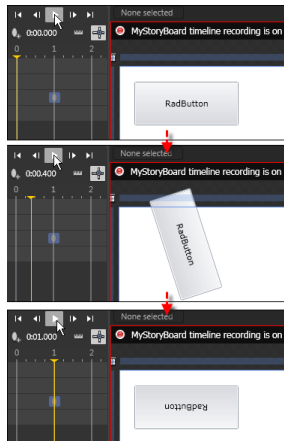 None selected
0:00.000
MyStoryBoard timeline recording is on
0 1 2
RadButton
None selected
0:00.400
MyStoryBoard timeline recording is on
0 1 2
RadButton
None selected
0:01.000
MyStoryBoard timeline recording is on
0 1 2
RadButton